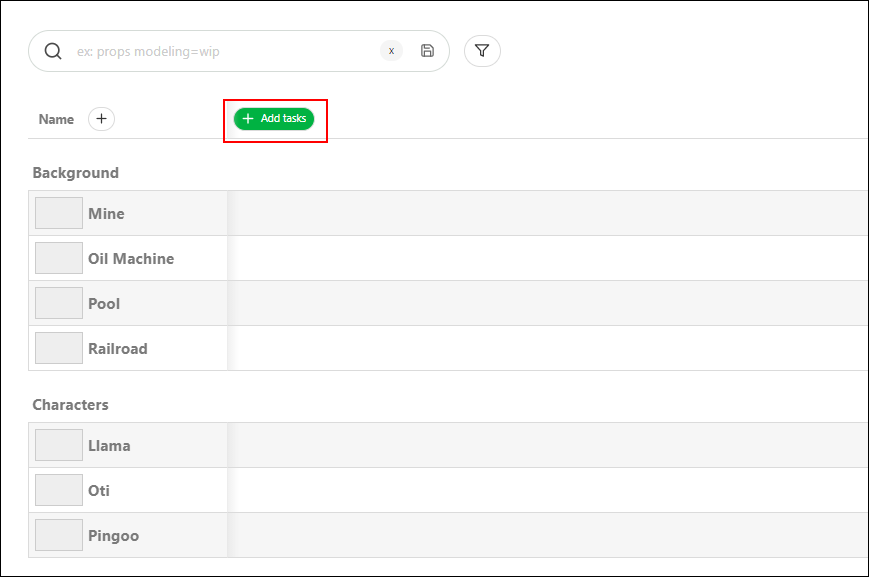 ex: props modeling=wip x
Name + Add tasks
Background
Mine
Oil Machine
Pool
Railroad
Characters
Llama
Oti
Pingoo